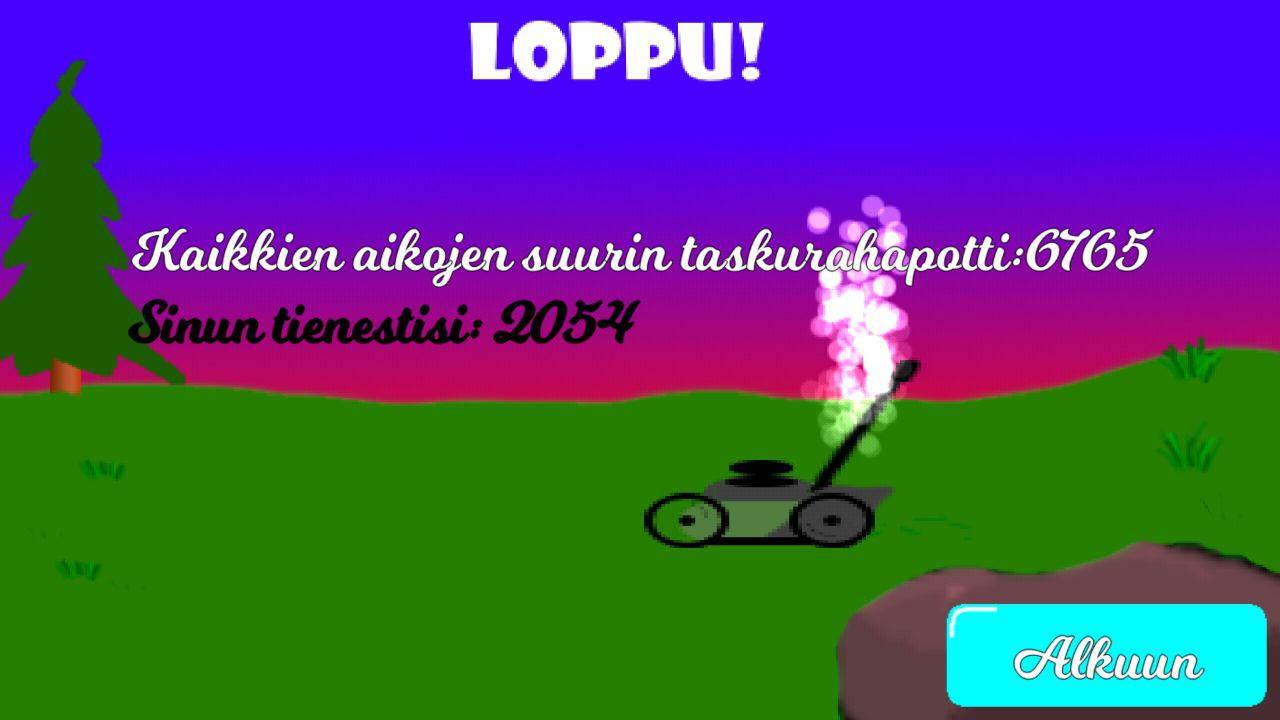 LOPPU!
Kaikkien aikojen suurin taskurahapotti:6765
Sinun tienestisi: 2054
Alkuun